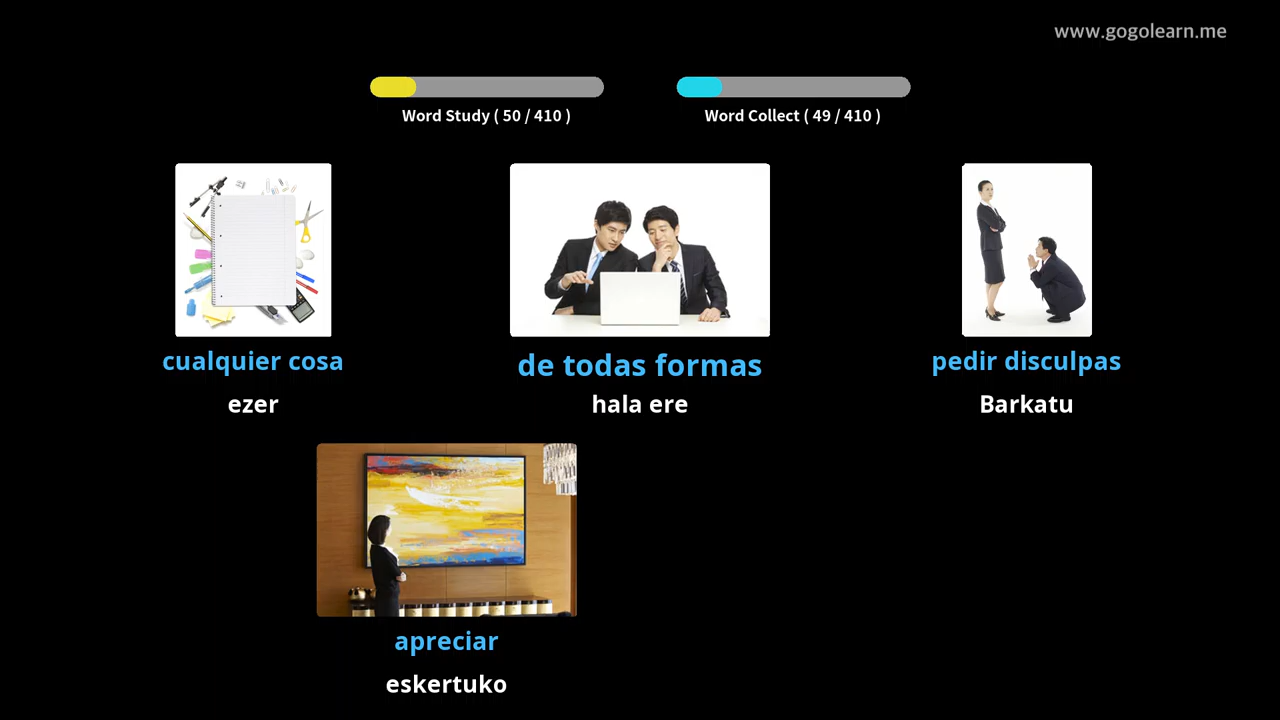 www.gogolearn.me
Word Study ( 50 / 410 )
Word Collect ( 49 / 410 )
cualquier cosa
ezer
de todas formas
hala ere
pedir disculpas
Barkatu
apreciar
eskertuko